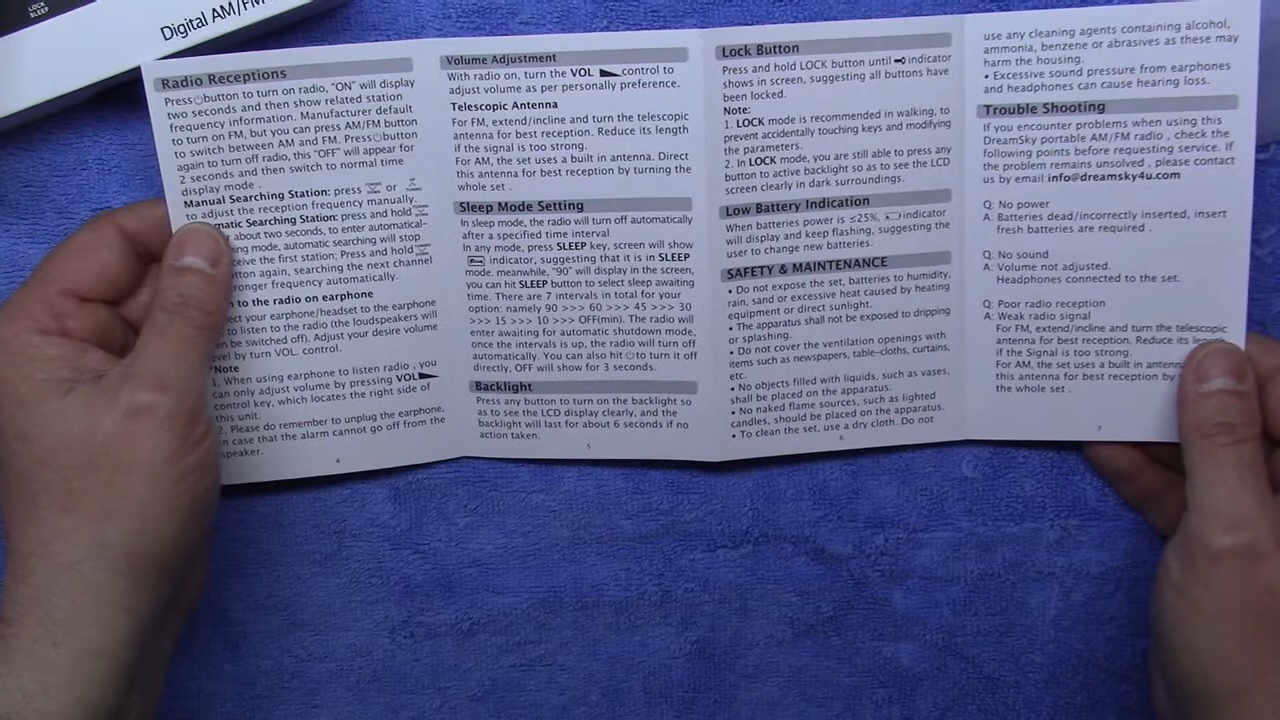 LOCK
SLEEP
Digital AM/FM
Radio Receptions
Press button to turn on radio, "ON" will display
two seconds and then show related station
frequency information. Manufacturer default
to turn on FM, but you can press AM/FM button
to switch between AM and FM. Press button
again to turn off radio, this "OFF" will appear for
2 seconds and then switch to normal time
display mode .
Manual Searching Station: press TUNING DOWN or UP TUNING
to adjust the reception frequency manually.
matic Searching Station: press and hold TUNING DOWN
r about two seconds, to enter automatical-
ing mode, automatic searching will stop
ceive the first station; Press and hold TUNING DOWN
tton again, searching the next channel
ronger frequency automatically.
n to the radio on earphone
ect your earphone/headset to the earphone
to listen to the radio (the loudspeakers will
en be switched off). Adjust your desire volume
evel by turn VOL. control.
*Note
1, When using earphone to listen radio , you
can only adjust volume by pressing VOL
control key, which locates the right side of
this unit.
2, Please do remember to unplug the earphone,
in case that the alarm cannot go off from the
speaker.
4
Volume Adjustment
With radio on, turn the VOL control to
adjust volume as per personally preference.
Telescopic Antenna
For FM, extend/incline and turn the telescopic
antenna for best reception. Reduce its length
if the signal is too strong.
For AM, the set uses a built in antenna. Direct
this antenna for best reception by turning the
whole set .
Sleep Mode Setting
In sleep mode, the radio will turn off automatically
after a specified time interval.
In any mode, press SLEEP key, screen will show
indicator, suggesting that it is in SLEEP
mode. meanwhile, "90" will display in the screen,
you can hit SLEEP button to select sleep awaiting
time. There are 7 intervals in total for your
option: namely 90 >>> 60 >>> 45 >>> 30
>>> 15 >>> 10 >>> OFF(min). The radio will
enter awaiting for automatic shutdown mode,
once the intervals is up, the radio will turn off
automatically. You can also hit to turn it off
directly, OFF will show for 3 seconds.
Backlight
Press any button to turn on the backlight so
as to see the LCD display clearly, and the
backlight will last for about 6 seconds if no
action taken.
5
Lock Button
Press and hold LOCK button until indicator
shows in screen, suggesting all buttons have
been locked.
Note:
1. LOCK mode is recommended in walking, to
prevent accidentally touching keys and modifying
the parameters.
2. In LOCK mode, you are still able to press any
button to active backlight so as to see the LCD
screen clearly in dark surroundings.
Low Battery Indication
When batteries power is ≤25%, indicator
will display and keep flashing, suggesting the
user to change new batteries.
SAFETY & MAINTENANCE
• Do not expose the set, batteries to humidity,
rain, sand or excessive heat caused by heating
equipment or direct sunlight.
• The apparatus shall not be exposed to dripping
or splashing.
• Do not cover the ventilation openings with
items such as newspapers, table-cloths, curtains,
etc.
• No objects filled with liquids, such as vases,
shall be placed on the apparatus.
• No naked flame sources, such as lighted
candles, should be placed on the apparatus.
• To clean the set, use a dry cloth. Do not
6
use any cleaning agents containing alcohol,
ammonia, benzene or abrasives as these may
harm the housing.
• Excessive sound pressure from earphones
and headphones can cause hearing loss.
Trouble Shooting
If you encounter problems when using this
DreamSky portable AM/FM radio , check the
following points before requesting service. If
the problem remains unsolved , please contact
us by email:info@dreamsky4u.com
Q: No power
A: Batteries dead/incorrectly inserted, insert
fresh batteries are required .
Q: No sound
A: Volume not adjusted.
Headphones connected to the set.
Q: Poor radio reception
A: Weak radio signal
For FM, extend/incline and turn the telescopic
antenna for best reception. Reduce its length
if the Signal is too strong.
For AM, the set uses a built in antenn
this antenna for best reception by
the whole set .
7